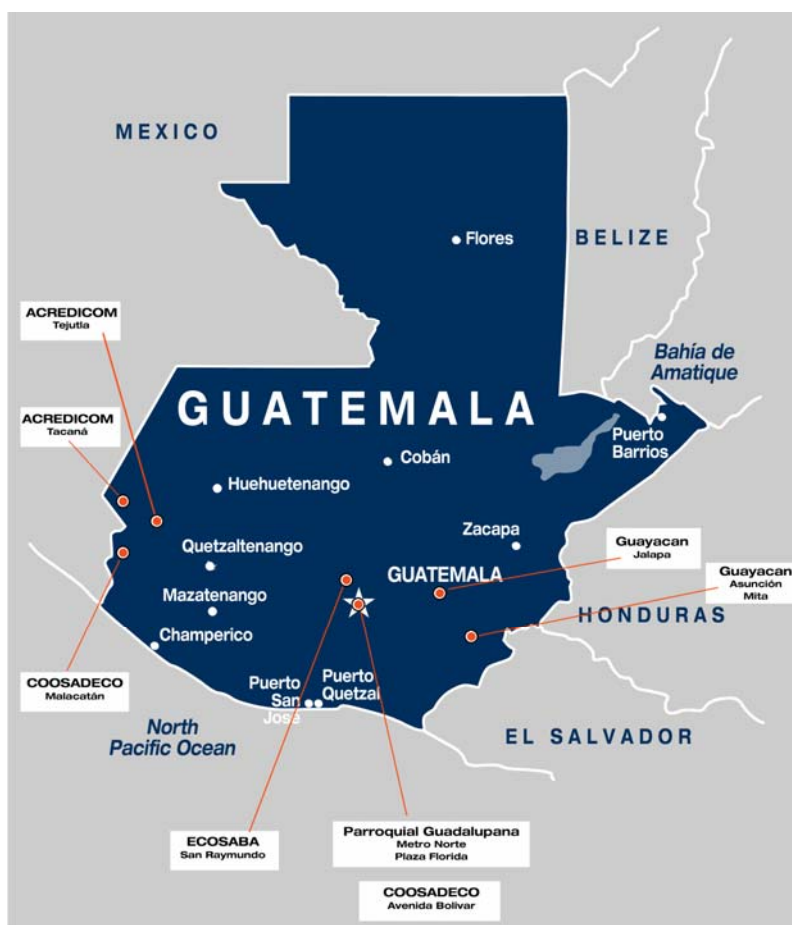 MEXICO
Flores
BELIZE
ACREDICOM
Tejutla
Bahía de
Amatique
GUATEMALA
ACREDICOM
Tacaná
Puerto
Barrios
Cobán
Huehuetenango
Zacapa
Guayacan
Jalapa
Quetzaltenango
GUATEMALA
Guayacan
Asunción
Mita
Mazatenango
HONDURAS
Champerico
COOSADECO
Malacatán
Puerto
San
José
Puerto
Quetzal
North
Pacific Ocean
EL SALVADOR
ECOSABA
San Raymundo
Parroquial Guadalupana
Metro Norte
Plaza Florida
COOSADECO
Avenida Bolivar